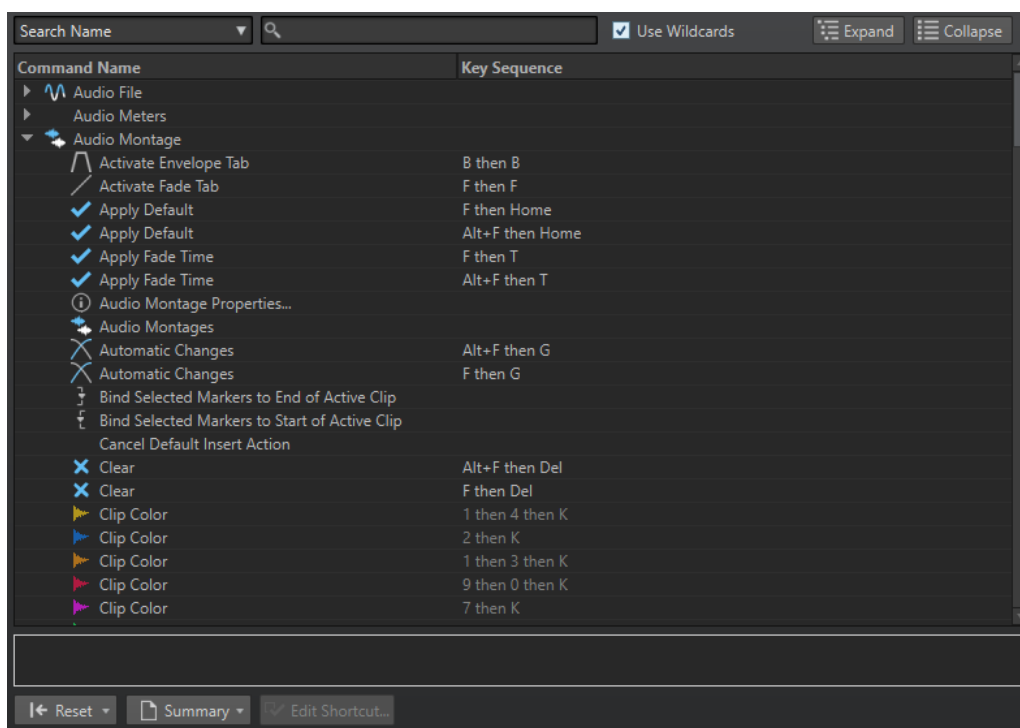 Search Name Use Wildcards Expand Collapse
Command Name Key Sequence
Audio File
Audio Meters
Audio Montage
Activate Envelope Tab B then B
Activate Fade Tab F then F
Apply Default F then Home
Apply Default Alt+F then Home
Apply Fade Time F then T
Apply Fade Time Alt+F then T
Audio Montage Properties...
Audio Montages
Automatic Changes Alt+F then G
Automatic Changes F then G
Bind Selected Markers to End of Active Clip
Bind Selected Markers to Start of Active Clip
Cancel Default Insert Action
Clear Alt+F then Del
Clear F then Del
Clip Color 1 then 4 then K
Clip Color 2 then K
Clip Color 1 then 3 then K
Clip Color 9 then 0 then K
Clip Color 7 then K
Reset Summary Edit Shortcut...